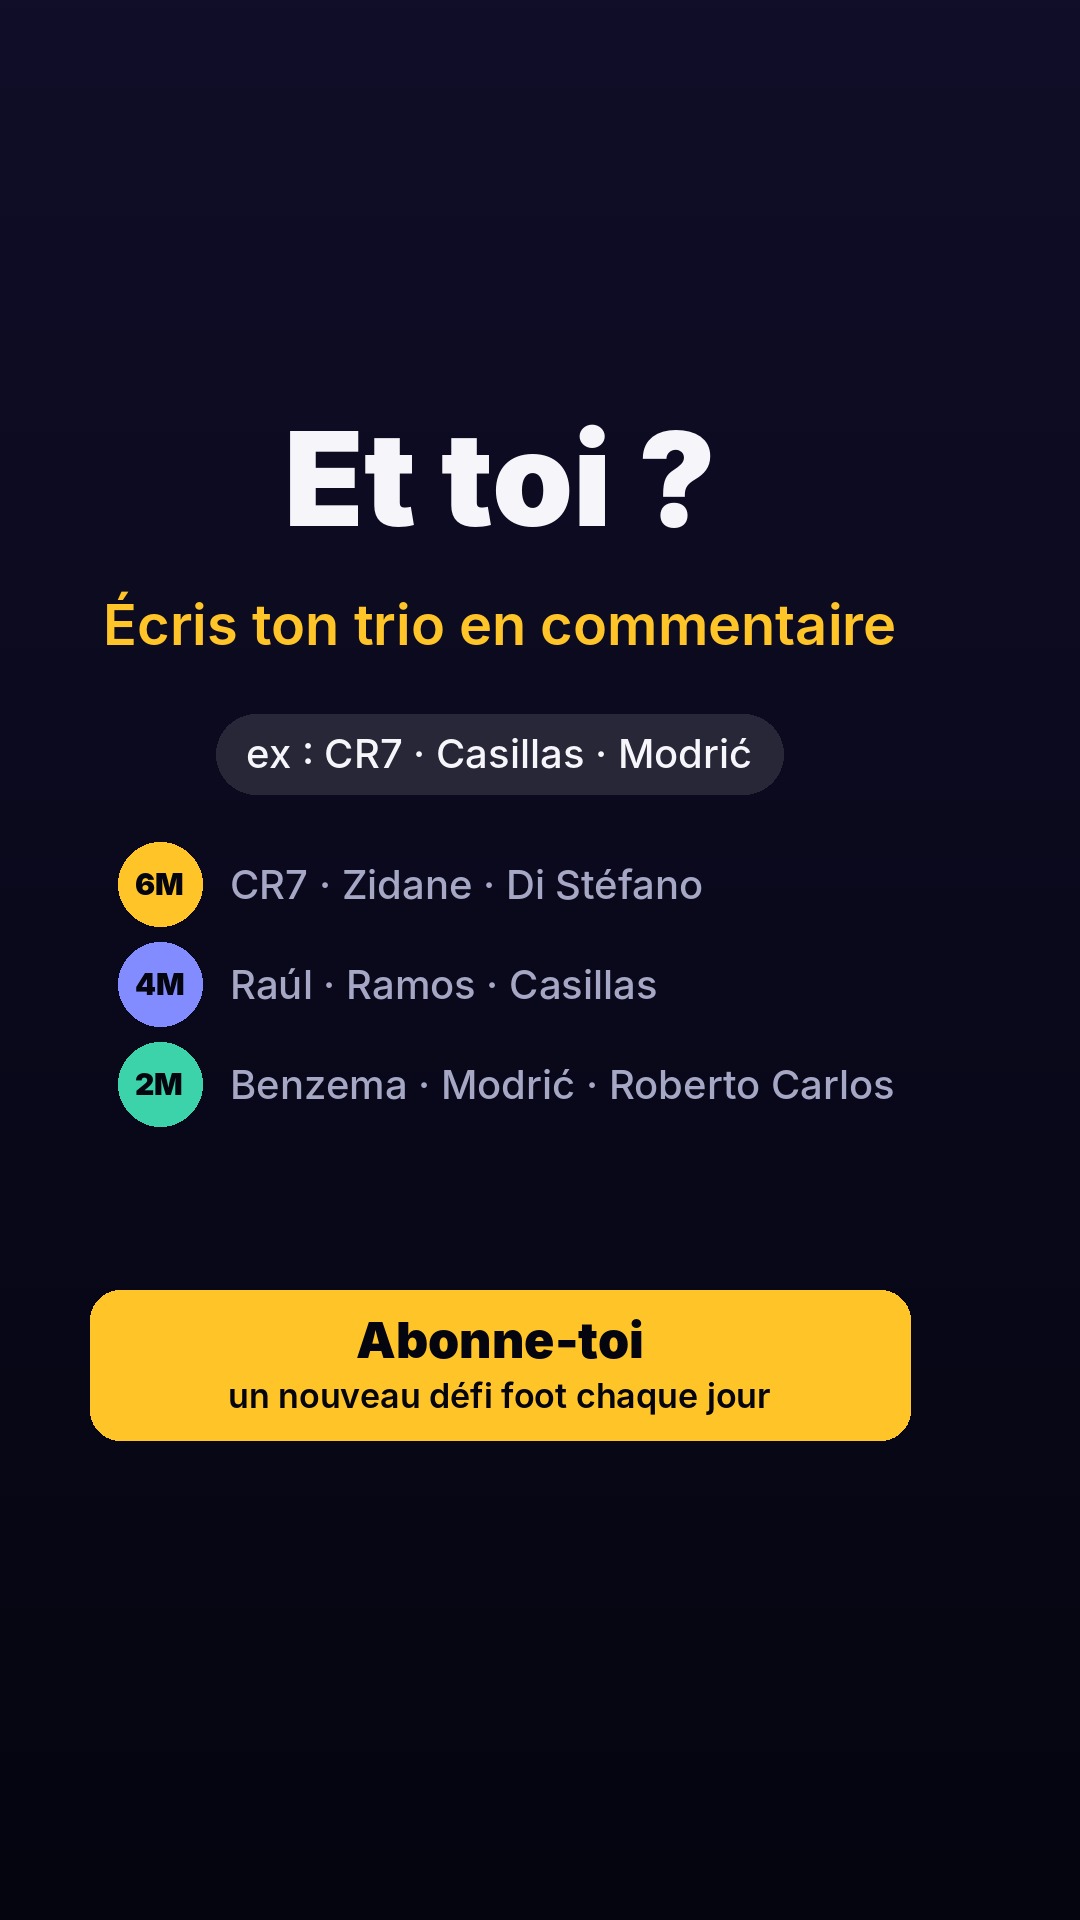 Et toi ?
Écris ton trio en commentaire
ex : CR7 · Casillas · Modrić
6M CR7 · Zidane · Di Stéfano
4M Raúl · Ramos · Casillas
2M Benzema · Modrić · Roberto Carlos
Abonne-toi
un nouveau défi foot chaque jour